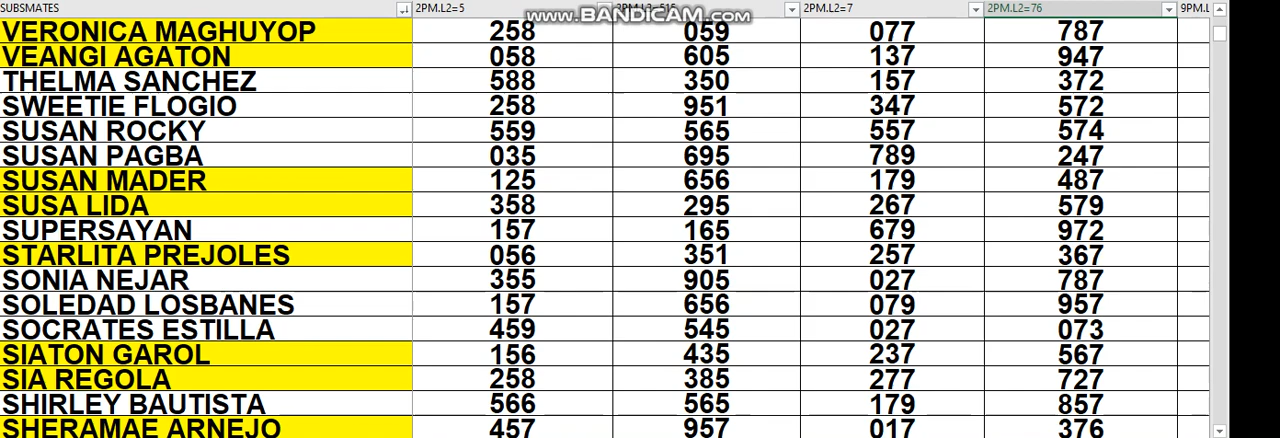 SUBSMATES 2PM.L2=5 2PM.L2=515 2PM.L2=7 2PM.L2=76 9PM.L
www.BANDICAM.com
VERONICA MAGHUYOP 258 059 077 787
VEANGI AGATON 058 605 137 947
THELMA SANCHEZ 588 350 157 372
SWEETIE FLOGIO 258 951 347 572
SUSAN ROCKY 559 565 557 574
SUSAN PAGBA 035 695 789 247
SUSAN MADER 125 656 179 487
SUSA LIDA 358 295 267 579
SUPERSAYAN 157 165 679 972
STARLITA PREJOLES 056 351 257 367
SONIA NEJAR 355 905 027 787
SOLEDAD LOSBANES 157 656 079 957
SOCRATES ESTILLA 459 545 027 073
SIATON GAROL 156 435 237 567
SIA REGOLA 258 385 277 727
SHIRLEY BAUTISTA 566 565 179 857
SHERAMAE ARNEJO 457 957 017 376